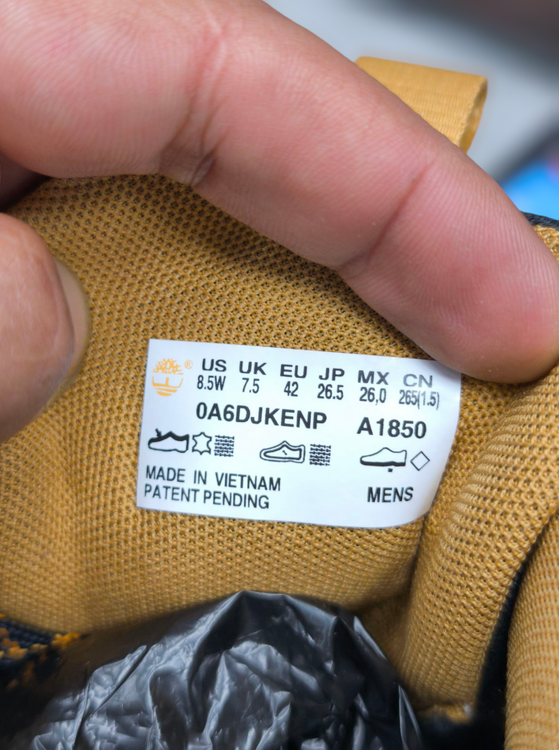 ®
US UK EU JP MX CN
8.5W 7.5 42 26.5 26,0 265(1.5)
0A6DJKENP A1850
MADE IN VIETNAM
PATENT PENDING MENS